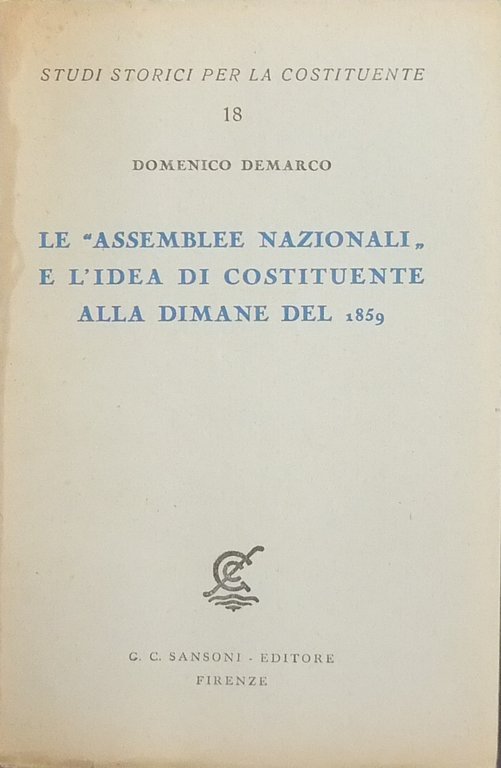 STUDI STORICI PER LA COSTITUENTE
18
DOMENICO DEMARCO
LE “ASSEMBLEE NAZIONALI„
E L'IDEA DI COSTITUENTE
ALLA DIMANE DEL 1859
G. C. SANSONI - EDITORE
FIRENZE